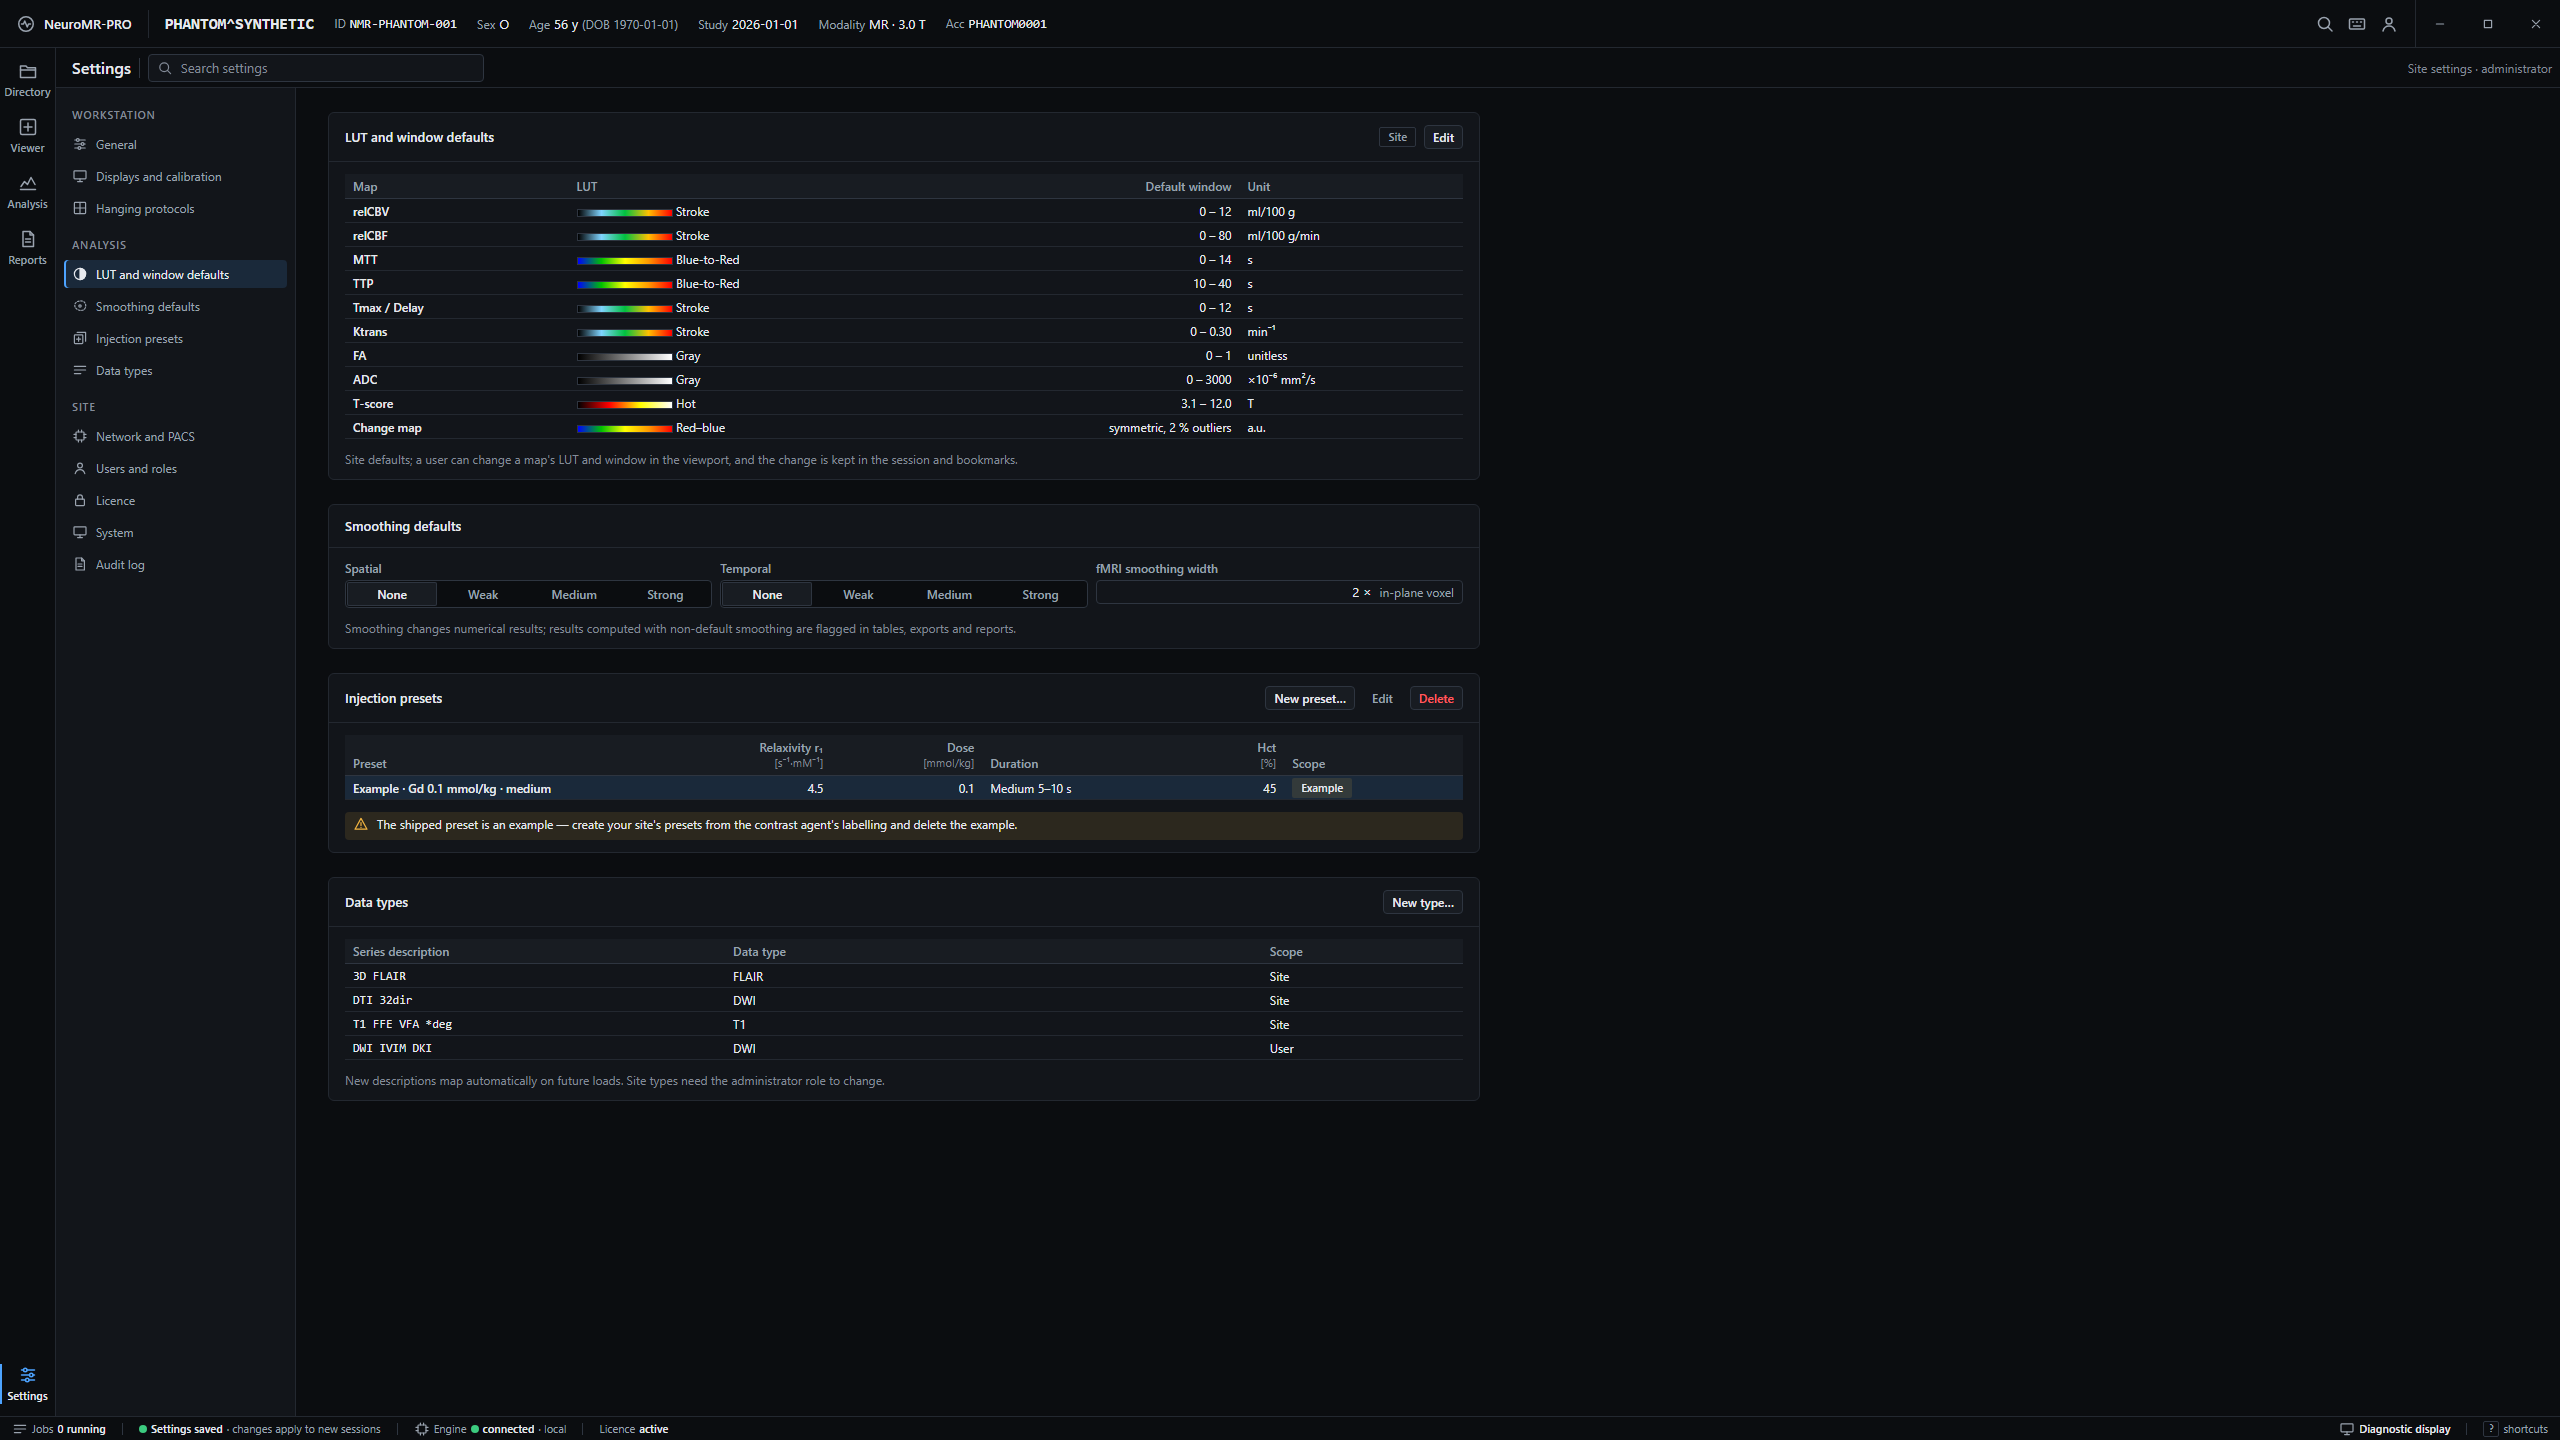 NeuroMR-PRO PHANTOM^SYNTHETIC ID NMR-PHANTOM-001 Sex O Age 56 y (DOB 1970-01-01) Study 2026-01-01 Modality MR · 3.0 T Acc PHANTOM0001
Directory
Viewer
Analysis
Reports
Settings
Settings Search settings Site settings · administrator
WORKSTATION
General
Displays and calibration
Hanging protocols
ANALYSIS
LUT and window defaults
Smoothing defaults
Injection presets
Data types
SITE
Network and PACS
Users and roles
Licence
System
Audit log
LUT and window defaults Site Edit
Map LUT Default window Unit
relCBV Stroke 0 – 12 ml/100 g
relCBF Stroke 0 – 80 ml/100 g/min
MTT Blue-to-Red 0 – 14 s
TTP Blue-to-Red 10 – 40 s
Tmax / Delay Stroke 0 – 12 s
Ktrans Stroke 0 – 0.30 min⁻¹
FA Gray 0 – 1 unitless
ADC Gray 0 – 3000 ×10⁻⁶ mm²/s
T-score Hot 3.1 – 12.0 T
Change map Red–blue symmetric, 2 % outliers a.u.
Site defaults; a user can change a map's LUT and window in the viewport, and the change is kept in the session and bookmarks.
Smoothing defaults
Spatial Temporal fMRI smoothing width
None Weak Medium Strong None Weak Medium Strong 2 × in-plane voxel
Smoothing changes numerical results; results computed with non-default smoothing are flagged in tables, exports and reports.
Injection presets New preset... Edit Delete
Preset Relaxivity r₁ [s⁻¹·mM⁻¹] Dose [mmol/kg] Duration Hct [%] Scope
Example · Gd 0.1 mmol/kg · medium 4.5 0.1 Medium 5–10 s 45 Example
The shipped preset is an example — create your site's presets from the contrast agent's labelling and delete the example.
Data types New type...
Series description Data type Scope
3D FLAIR FLAIR Site
DTI 32dir DWI Site
T1 FFE VFA *deg T1 Site
DWI IVIM DKI DWI User
New descriptions map automatically on future loads. Site types need the administrator role to change.
Jobs 0 running Settings saved · changes apply to new sessions Engine connected · local Licence active Diagnostic display ? shortcuts